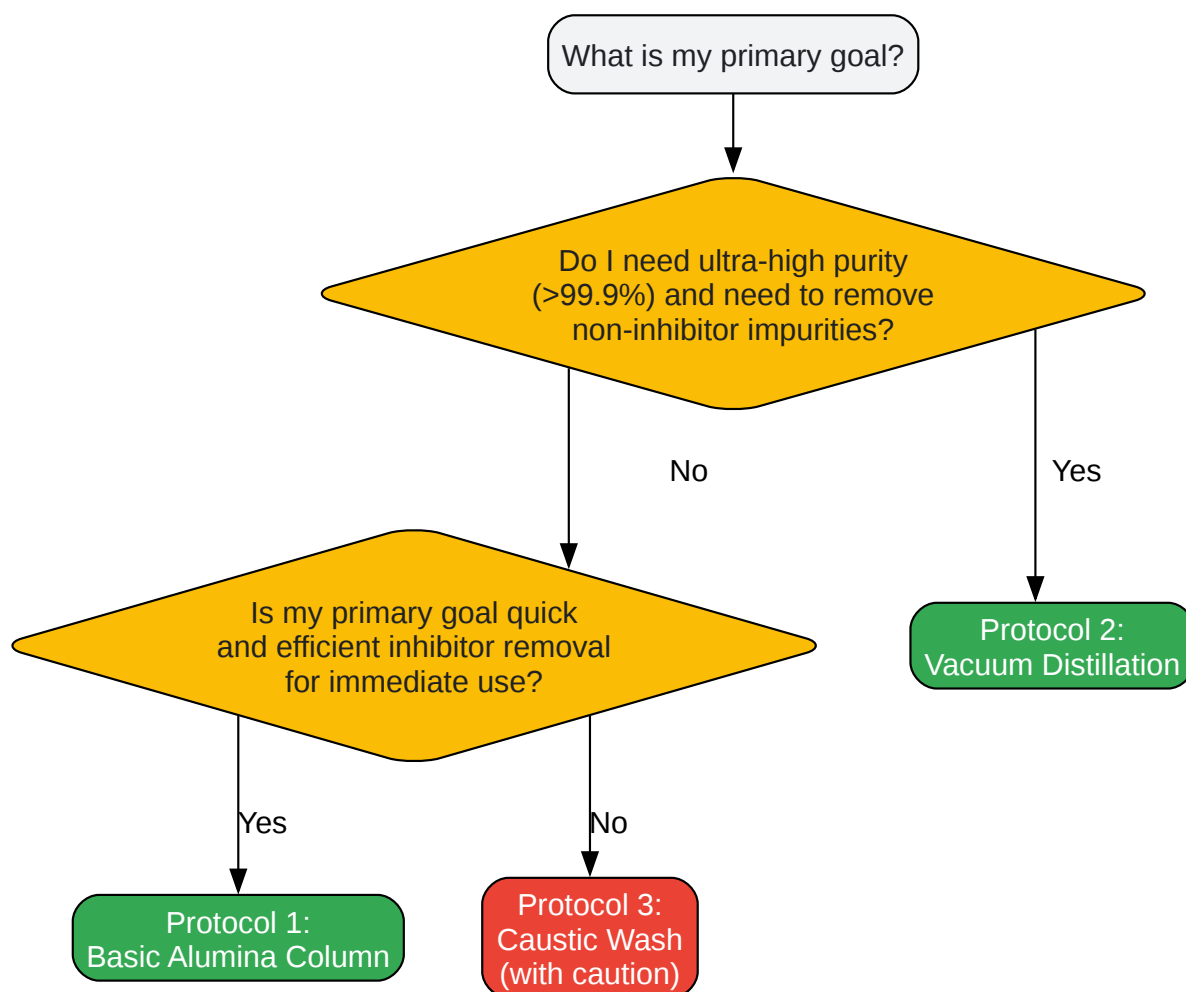 What is my primary goal?
Do I need ultra-high purity
(>99.9%) and need to remove
non-inhibitor impurities?
No
Yes
Is my primary goal quick
and efficient inhibitor removal
for immediate use?
Protocol 2:
Vacuum Distillation
Yes
No
Protocol 1:
Basic Alumina Column
Protocol 3:
Caustic Wash
(with caution)